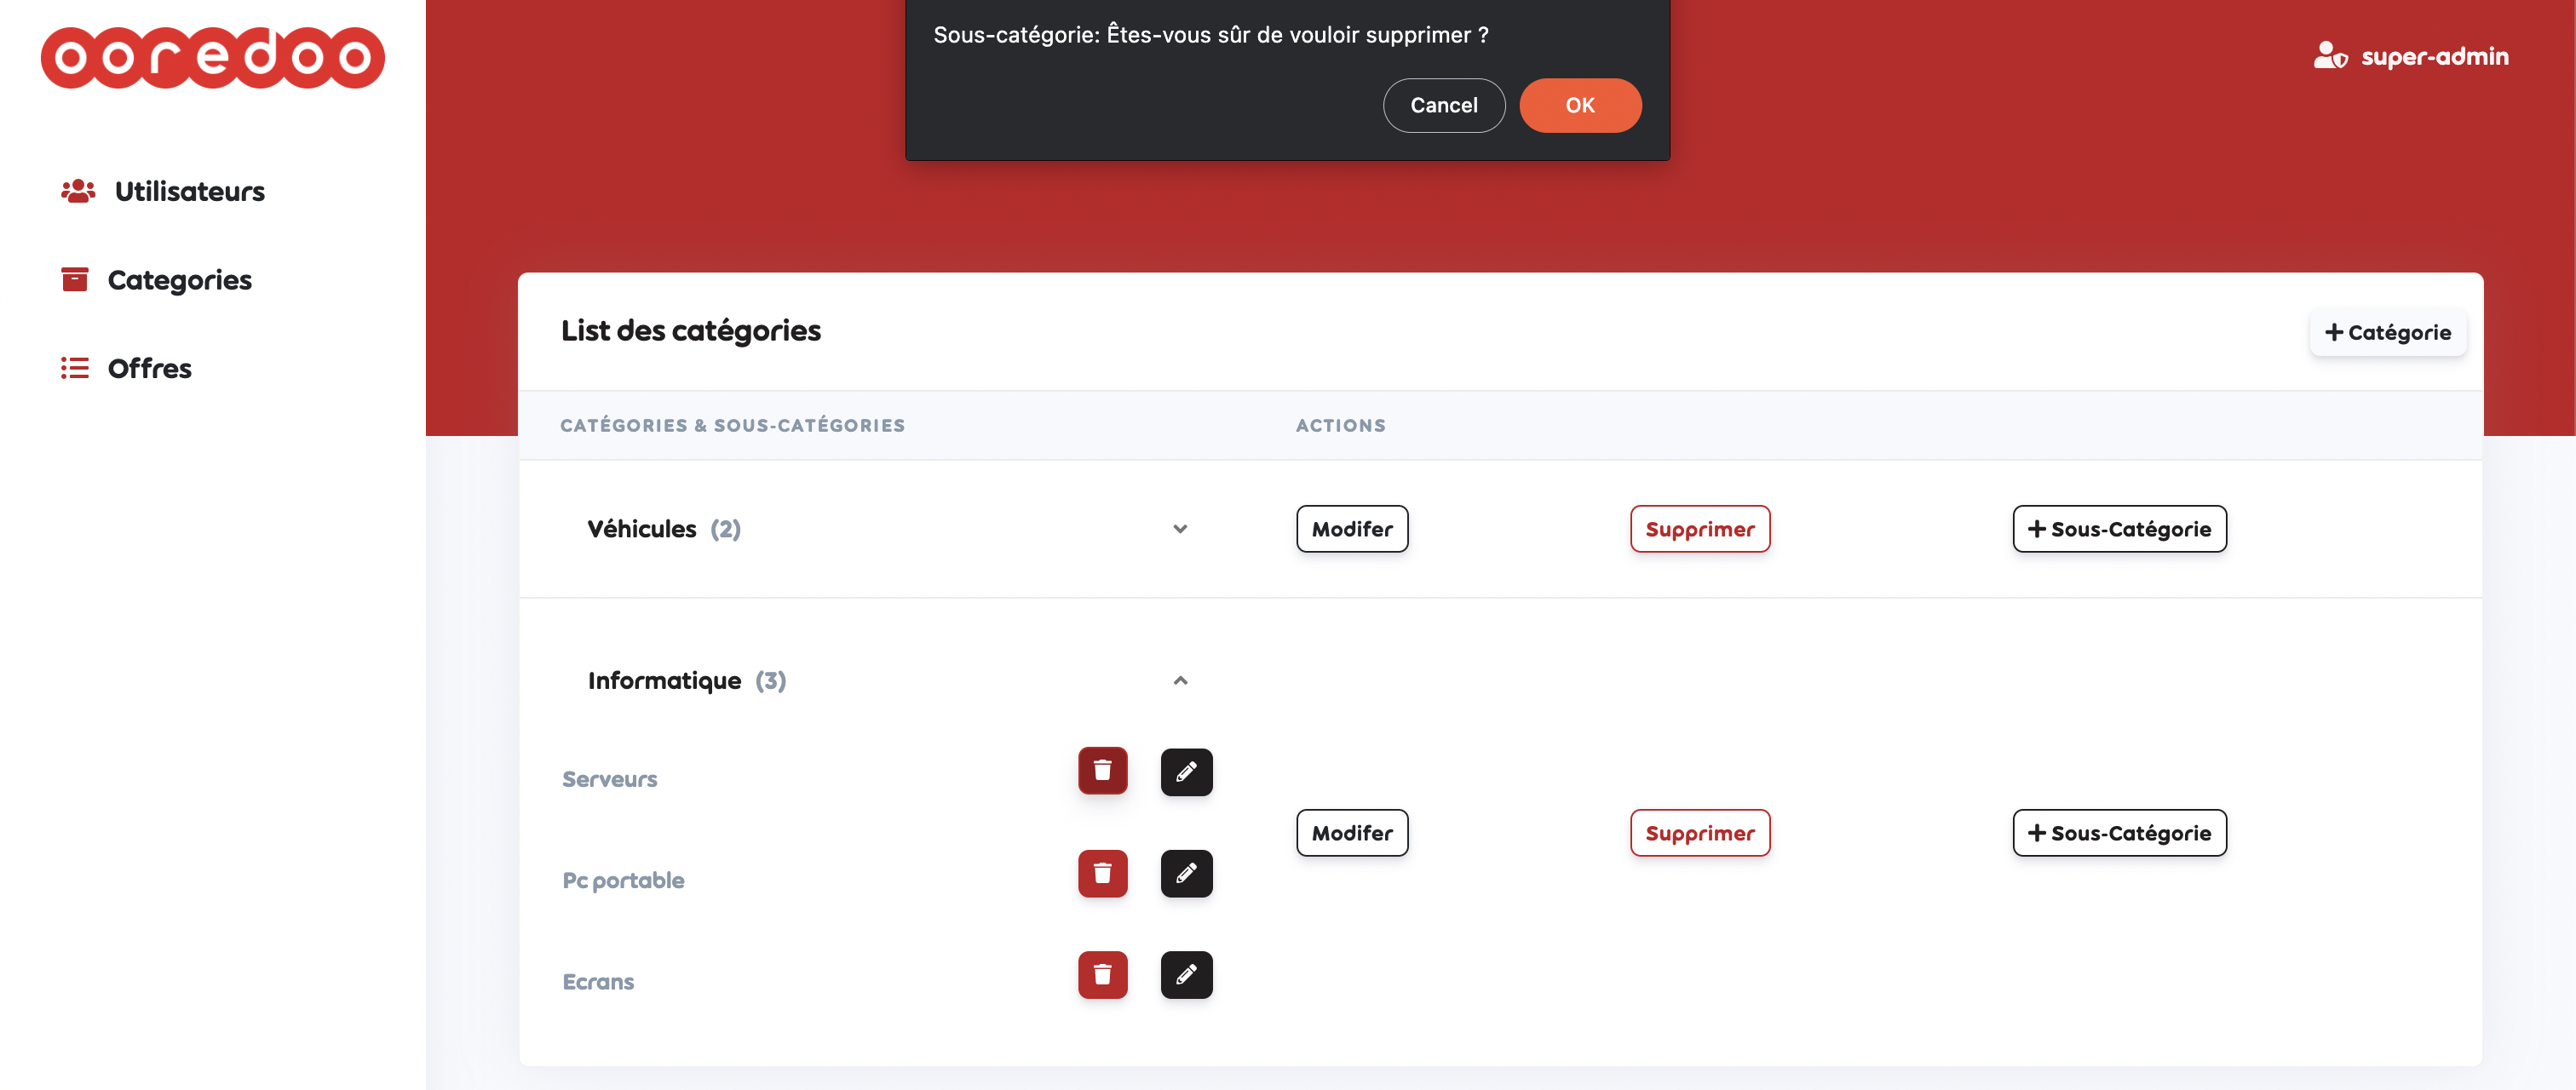 ooredoo
Sous-catégorie: Êtes-vous sûr de vouloir supprimer ?
Cancel
OK
super-admin
Utilisateurs
Categories
Offres
List des catégories
+ Catégorie
CATÉGORIES & SOUS-CATÉGORIES
ACTIONS
Véhicules (2)
Modifer
Supprimer
+ Sous-Catégorie
Informatique (3)
Serveurs
Modifer
Supprimer
+ Sous-Catégorie
Pc portable
Ecrans